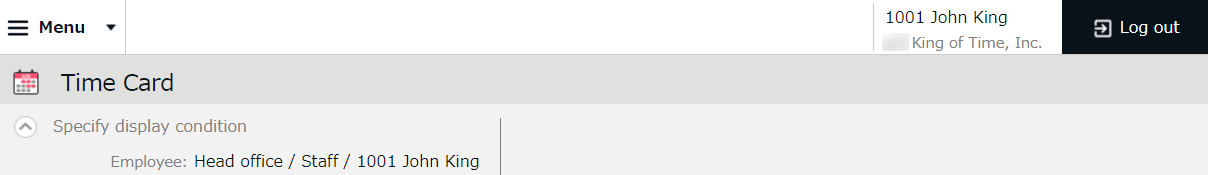 Menu
1001 John King
King of Time, Inc.
Log out
Time Card
Specify display condition
Employee: Head office / Staff / 1001 John King